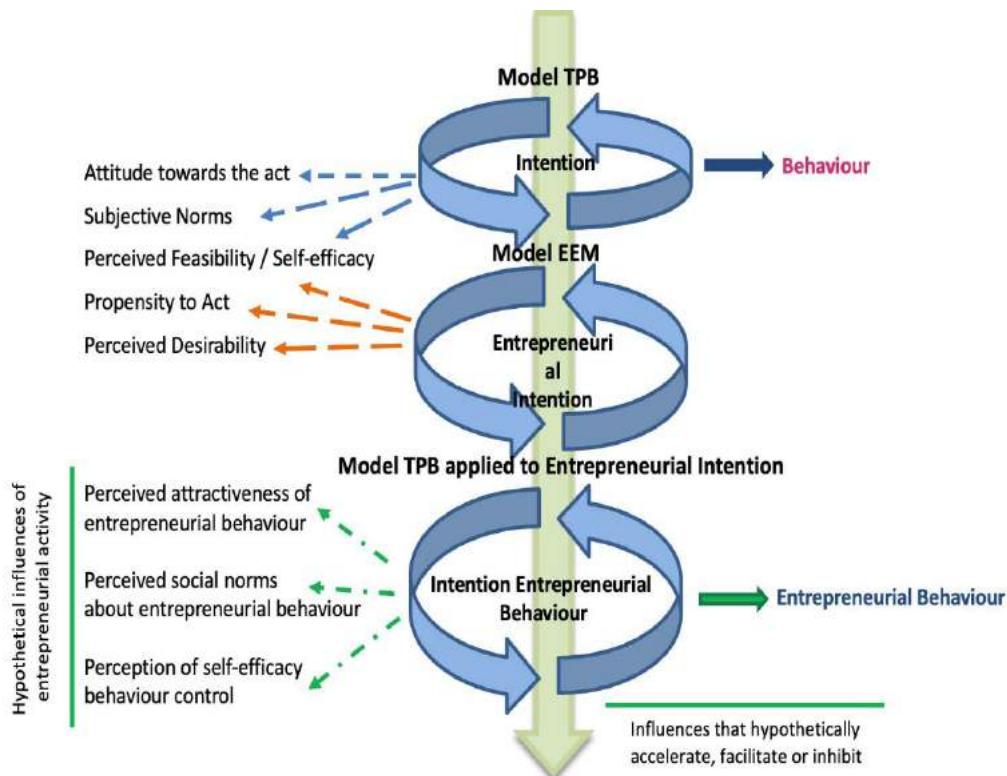 Model TPB
Intention
Attitude towards the act
Subjective Norms
Perceived Feasibility / Self-efficacy
Behaviour
Model EEM
Propensity to Act
Perceived Desirability
Entrepreneuri
al
Intention
Model TPB applied to Entrepreneurial Intention
Hypothetical influences of
entrepreneurial activity
Perceived attractiveness of
entrepreneurial behaviour
Perceived social norms
about entrepreneurial behaviour
Perception of self-efficacy
behaviour control
Intention Entrepreneurial
Behaviour
Entrepreneurial Behaviour
Influences that hypothetically
accelerate, facilitate or inhibit